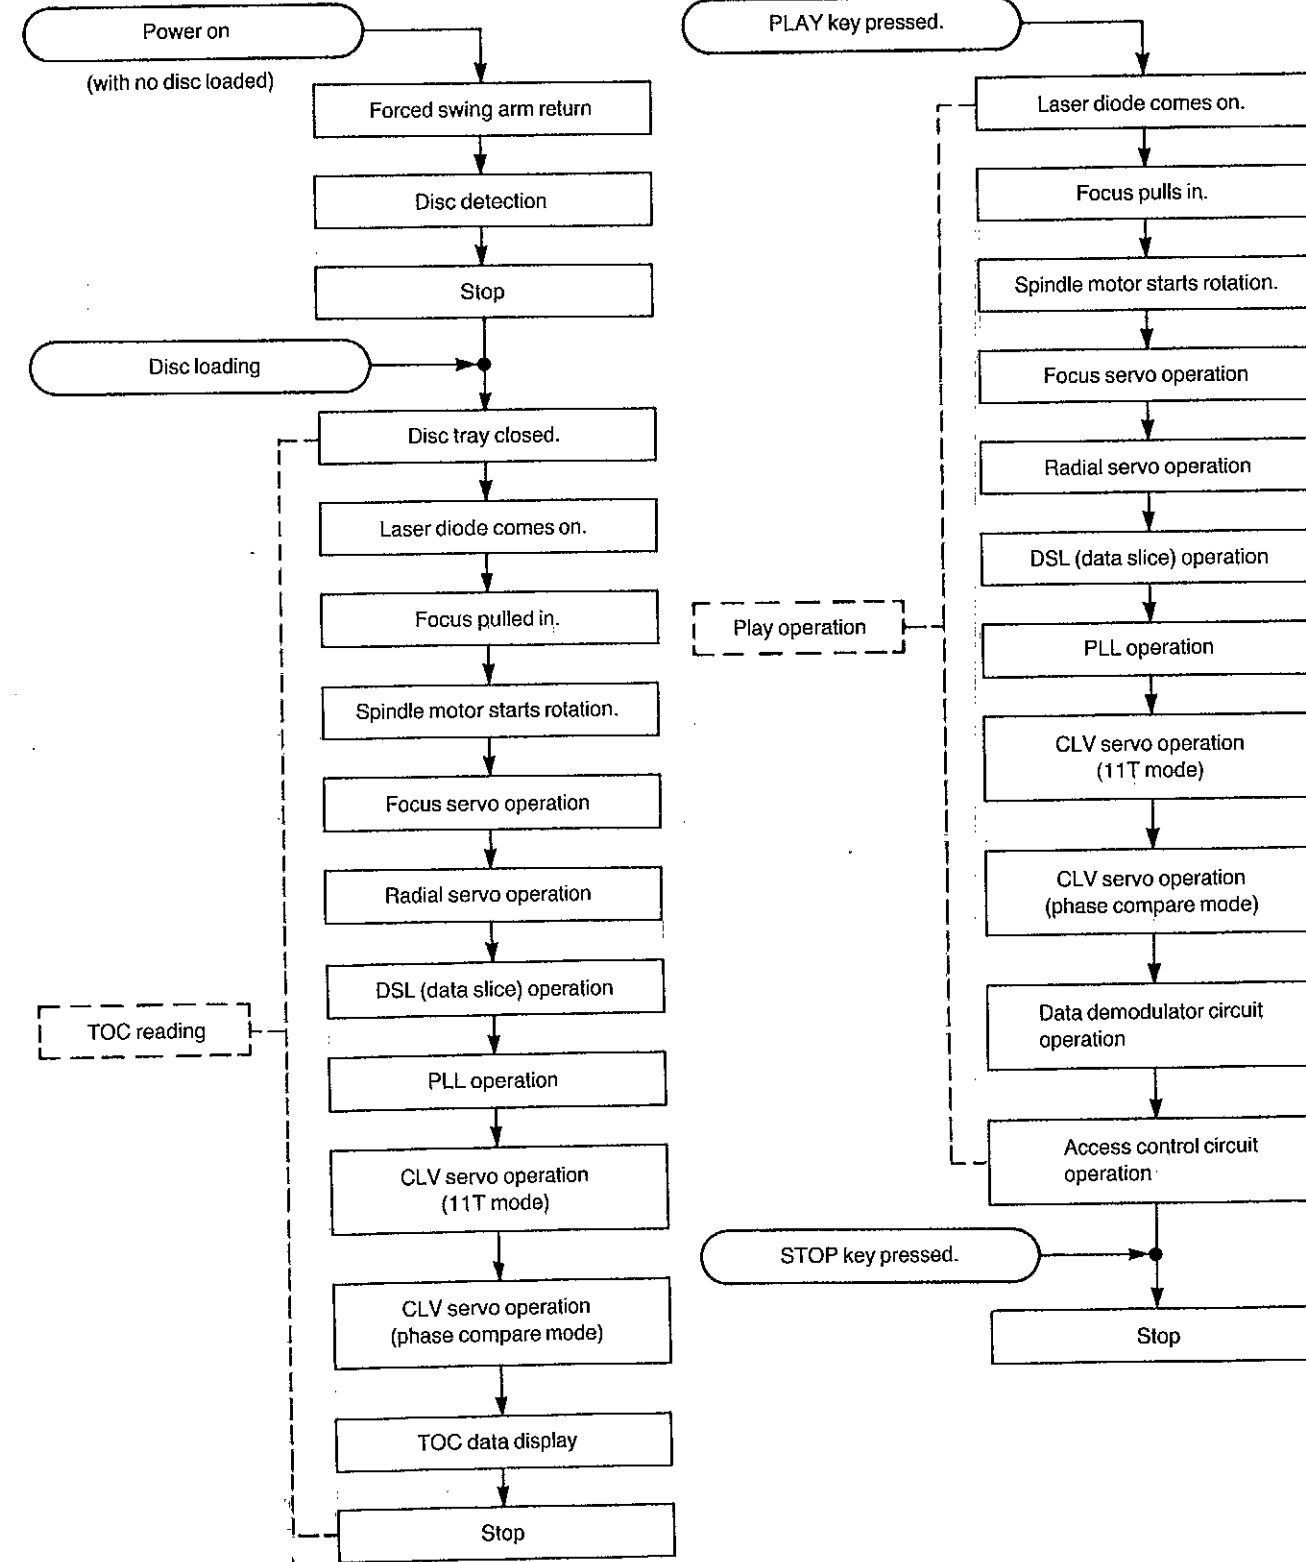 Power on
(with no disc loaded)
Forced swing arm return
Disc detection
Stop
Disc loading
Disc tray closed.
Laser diode comes on.
Focus pulled in.
Spindle motor starts rotation.
Focus servo operation
Radial servo operation
DSL (data slice) operation
TOC reading
PLL operation
CLV servo operation
(11T mode)
CLV servo operation
(phase compare mode)
TOC data display
Stop
PLAY key pressed.
Laser diode comes on.
Focus pulls in.
Spindle motor starts rotation.
Focus servo operation
Radial servo operation
DSL (data slice) operation
Play operation
PLL operation
CLV servo operation
(11T mode)
CLV servo operation
(phase compare mode)
Data demodulator circuit
operation
Access control circuit
operation
STOP key pressed.
Stop